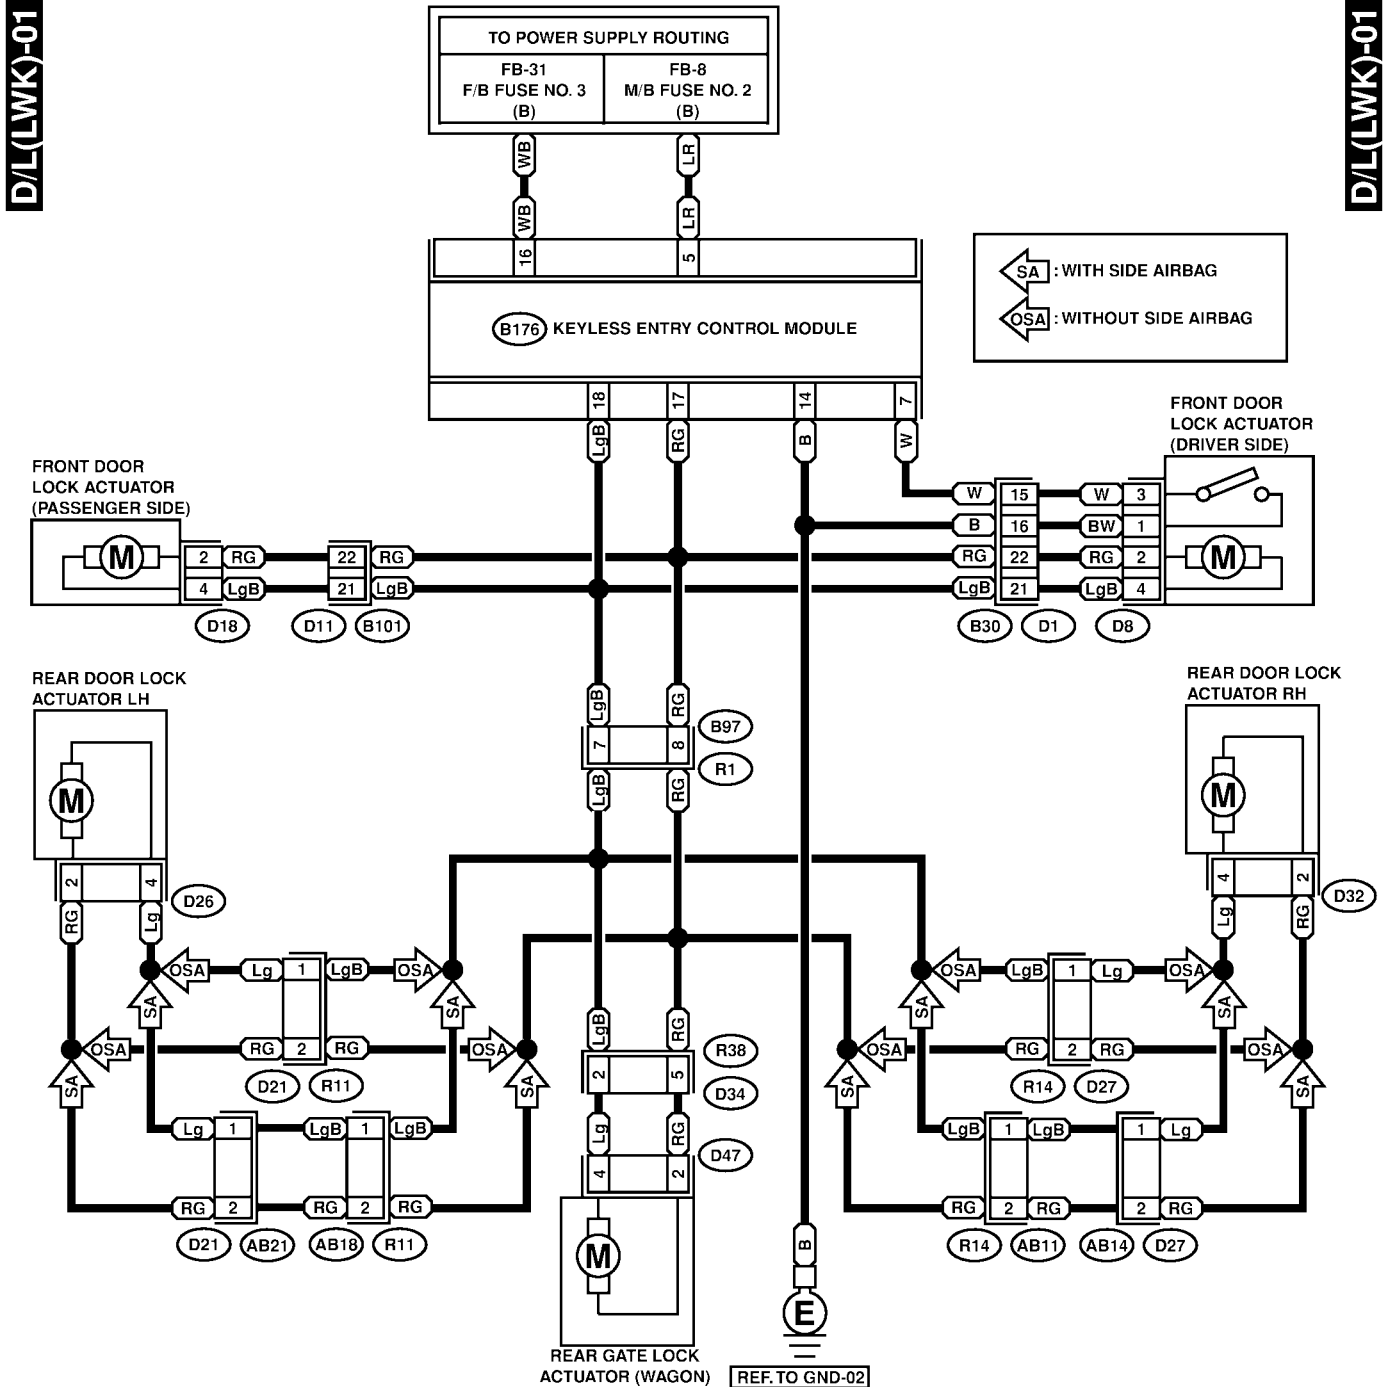 D/L(LWK)-01
D/L(LWK)-01
TO POWER SUPPLY ROUTING
FB-31
F/B FUSE NO. 3
(B)
FB-8
M/B FUSE NO. 2
(B)
WB
LR
WB
LR
16
5
B176 KEYLESS ENTRY CONTROL MODULE
SA : WITH SIDE AIRBAG
OSA : WITHOUT SIDE AIRBAG
18
17
14
7
LgB
RG
B
W
FRONT DOOR
LOCK ACTUATOR
(DRIVER SIDE)
W 15 W 3
B 16 BW 1
RG 22 RG 2
LgB 21 LgB 4
M
B30 D1 D8
FRONT DOOR
LOCK ACTUATOR
(PASSENGER SIDE)
M
2 RG 22 RG
4 LgB 21 LgB
D18 D11 B101
LgB RG
7 8
B97
R1
LgB RG
REAR DOOR LOCK
ACTUATOR LH
M
2 4
D26
RG Lg
REAR DOOR LOCK
ACTUATOR RH
M
4 2
D32
Lg RG
OSA Lg 1 LgB OSA
SA SA
OSA RG 2 RG OSA
SA SA
D21 R11
Lg 1 LgB 1 LgB
RG 2 RG 2 RG
D21 AB21 AB18 R11
OSA LgB 1 Lg OSA
SA SA
OSA RG 2 RG OSA
SA SA
R14 D27
LgB 1 LgB 1 Lg
RG 2 RG 2 RG
R14 AB11 AB14 D27
LgB RG
R38
2 5
D34
Lg RG
D47
4 2
M
REAR GATE LOCK
ACTUATOR (WAGON)
B
E
REF. TO GND-02